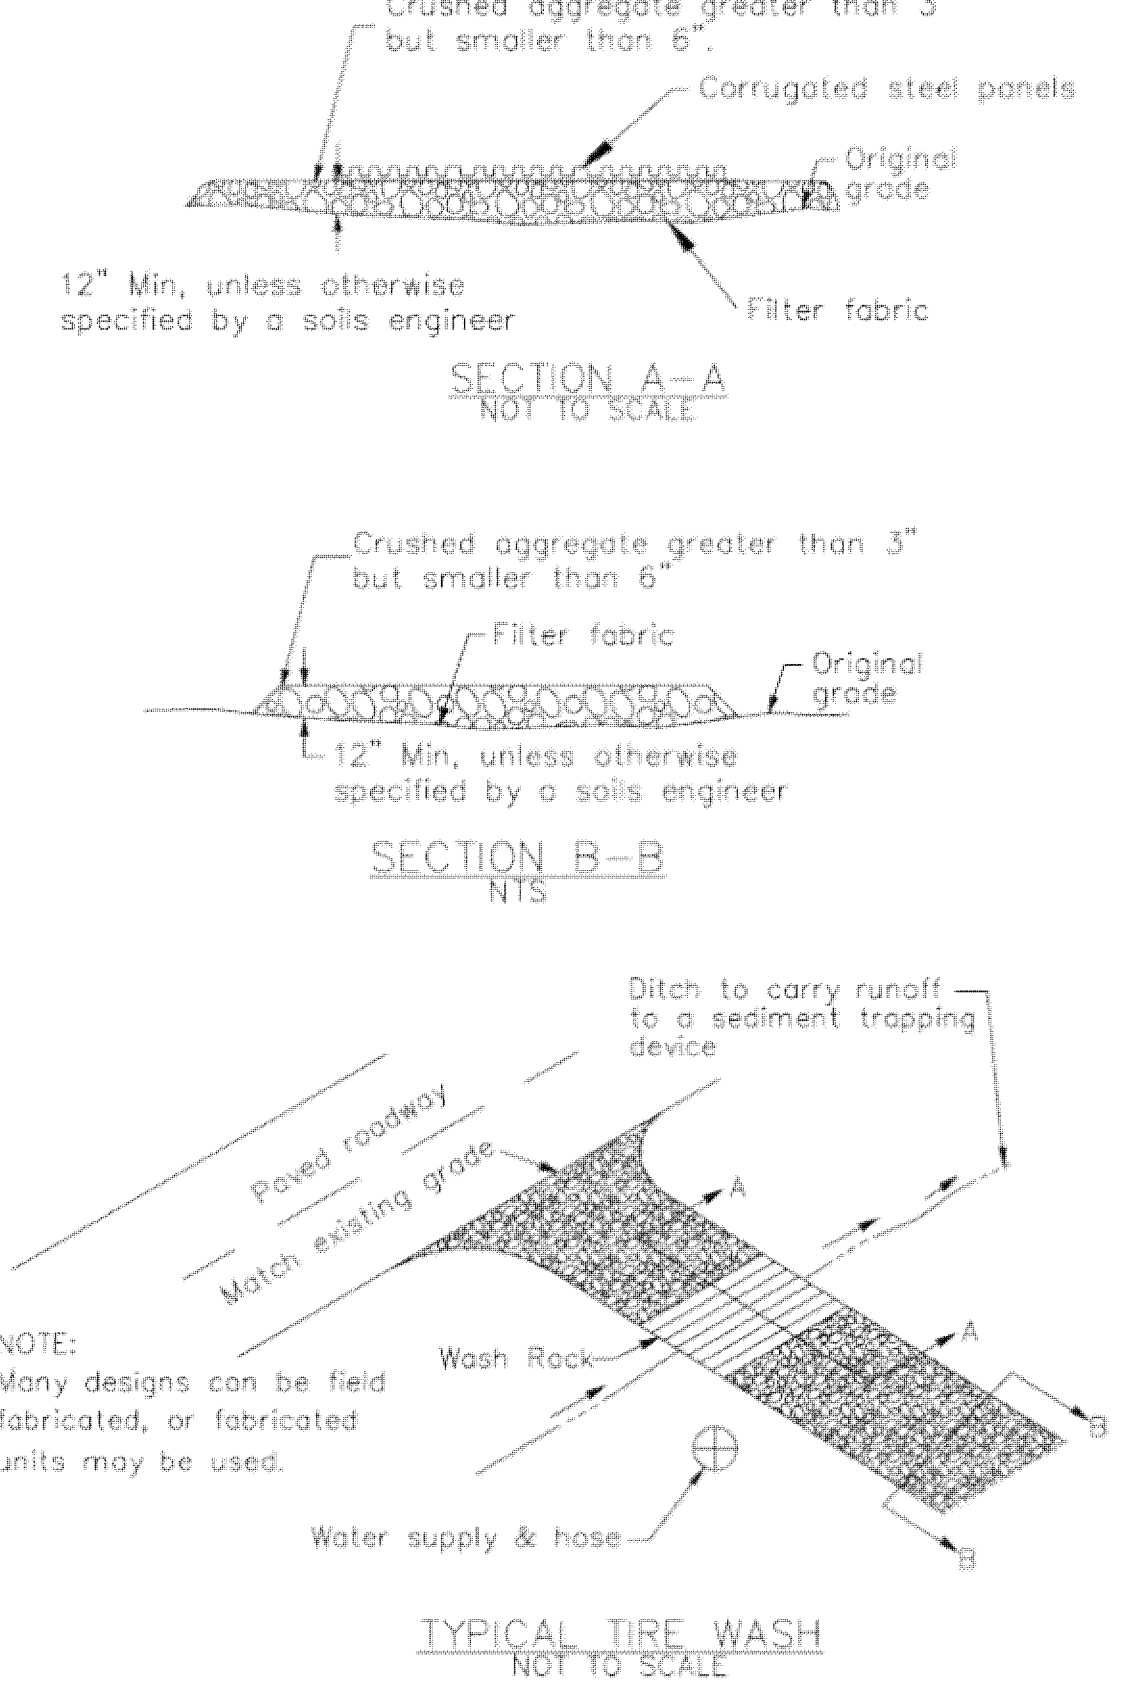 Crushed aggregate greater than 3
but smaller than 6".
Corrugated steel panels
Original
grade
12" Min, unless otherwise
specified by a soils engineer
Filter fabric
SECTION A-A
NOT TO SCALE
Crushed aggregate greater than 3"
but smaller than 6"
Filter fabric
Original
grade
12" Min, unless otherwise
specified by a soils engineer
SECTION B-B
NTS
Ditch to carry runoff
to a sediment trapping
device
Paved roadway
Match existing grade
A
NOTE:
Many designs can be field
fabricated, or fabricated
units may be used.
Wash Rack
A
B
Water supply & hose
B
TYPICAL TIRE WASH
NOT TO SCALE